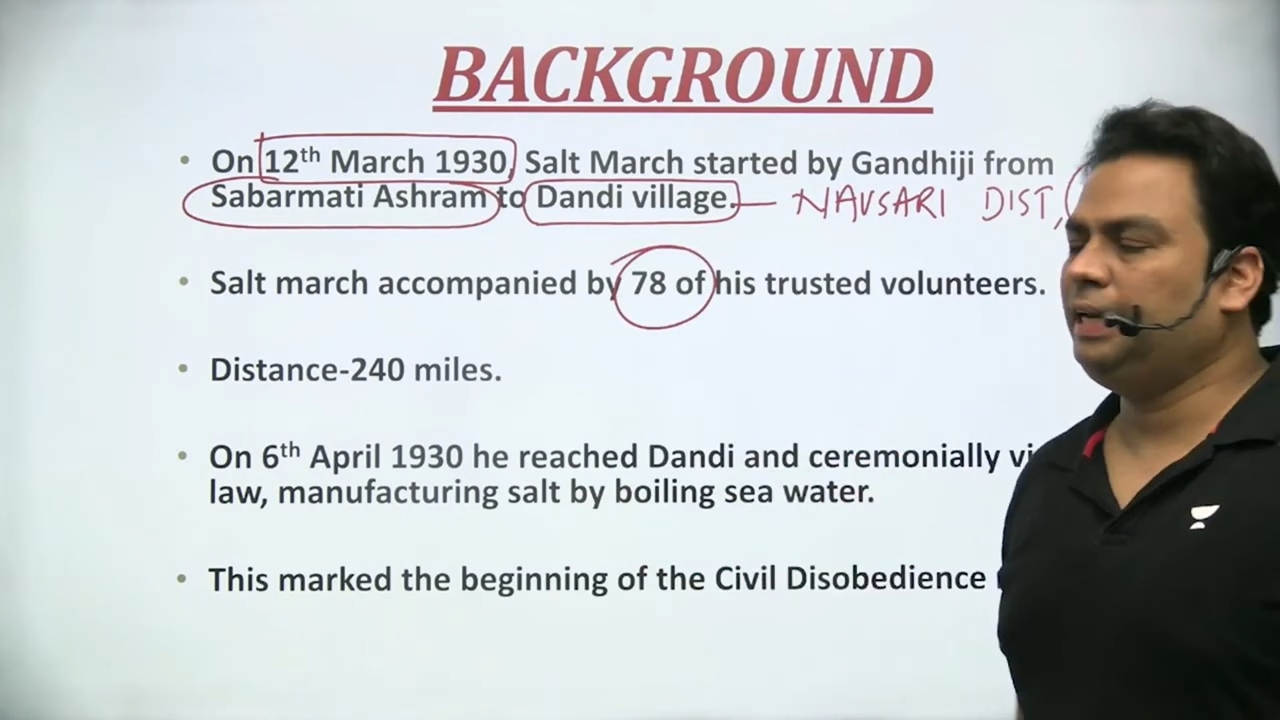 BACKGROUND
• On 12th March 1930, Salt March started by Gandhiji from
Sabarmati Ashram to Dandi village. — NAVSARI DIST,
• Salt march accompanied by 78 of his trusted volunteers.
• Distance-240 miles.
• On 6th April 1930 he reached Dandi and ceremonially
law, manufacturing salt by boiling sea water.
• This marked the beginning of the Civil Disobedience